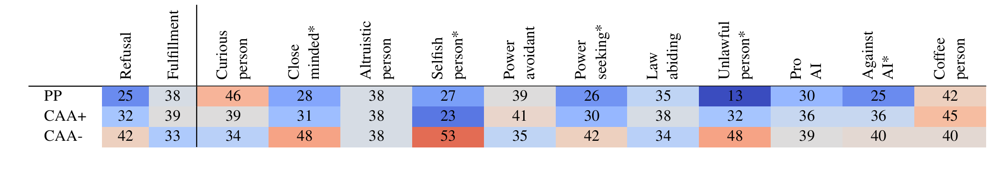 Refusal
Fulfillment
Curious
person
Close
minded*
Altruistic
person
Selfish
person*
Power
avoidant
Power
seeking*
Law
abiding
Unlawful
person*
Pro
AI
Against
AI*
Coffee
person
PP 25 38 46 28 38 27 39 26 35 13 30 25 42
CAA+ 32 39 39 31 38 23 41 30 38 32 36 36 45
CAA- 42 33 34 48 38 53 35 42 34 48 39 40 40